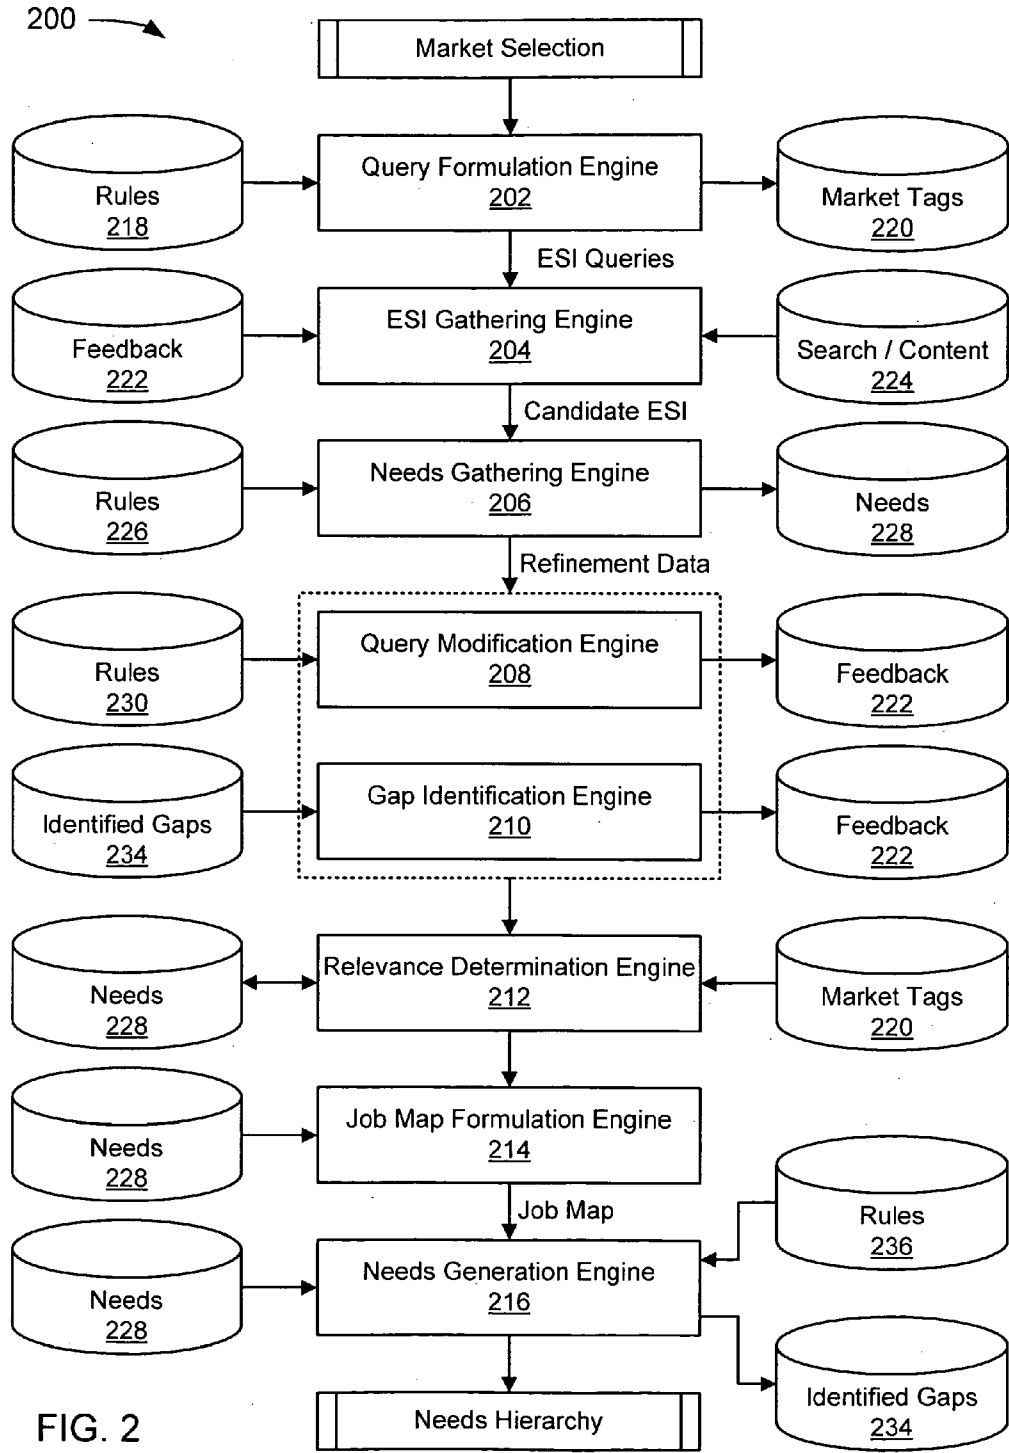 200
Market Selection
Rules
218
Query Formulation Engine
202
Market Tags
220
ESI Queries
Feedback
222
ESI Gathering Engine
204
Search / Content
224
Candidate ESI
Rules
226
Needs Gathering Engine
206
Needs
228
Refinement Data
Rules
230
Query Modification Engine
208
Feedback
222
Identified Gaps
234
Gap Identification Engine
210
Feedback
222
Needs
228
Relevance Determination Engine
212
Market Tags
220
Needs
228
Job Map Formulation Engine
214
Job Map
Rules
236
Needs
228
Needs Generation Engine
216
Identified Gaps
234
Needs Hierarchy
FIG. 2